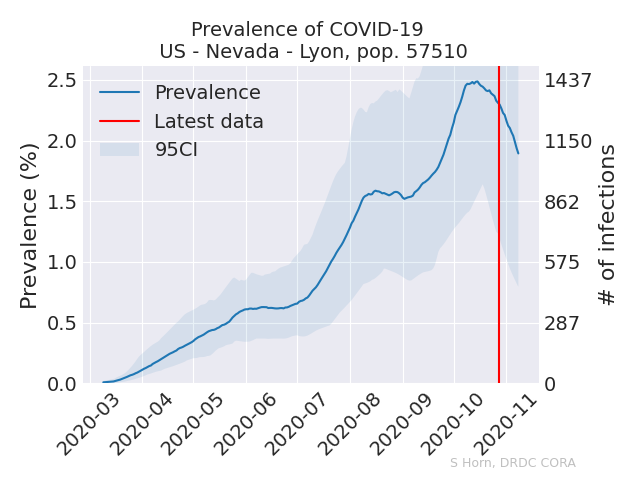 Prevalence of COVID-19
US - Nevada - Lyon, pop. 57510
Prevalence (%)
2.5
2.0
1.5
1.0
0.5
0.0
Prevalence
Latest data
95CI
1437
1150
862
575
287
0
# of infections
2020-03
2020-04
2020-05
2020-06
2020-07
2020-08
2020-09
2020-10
2020-11
S Horn, DRDC CORA